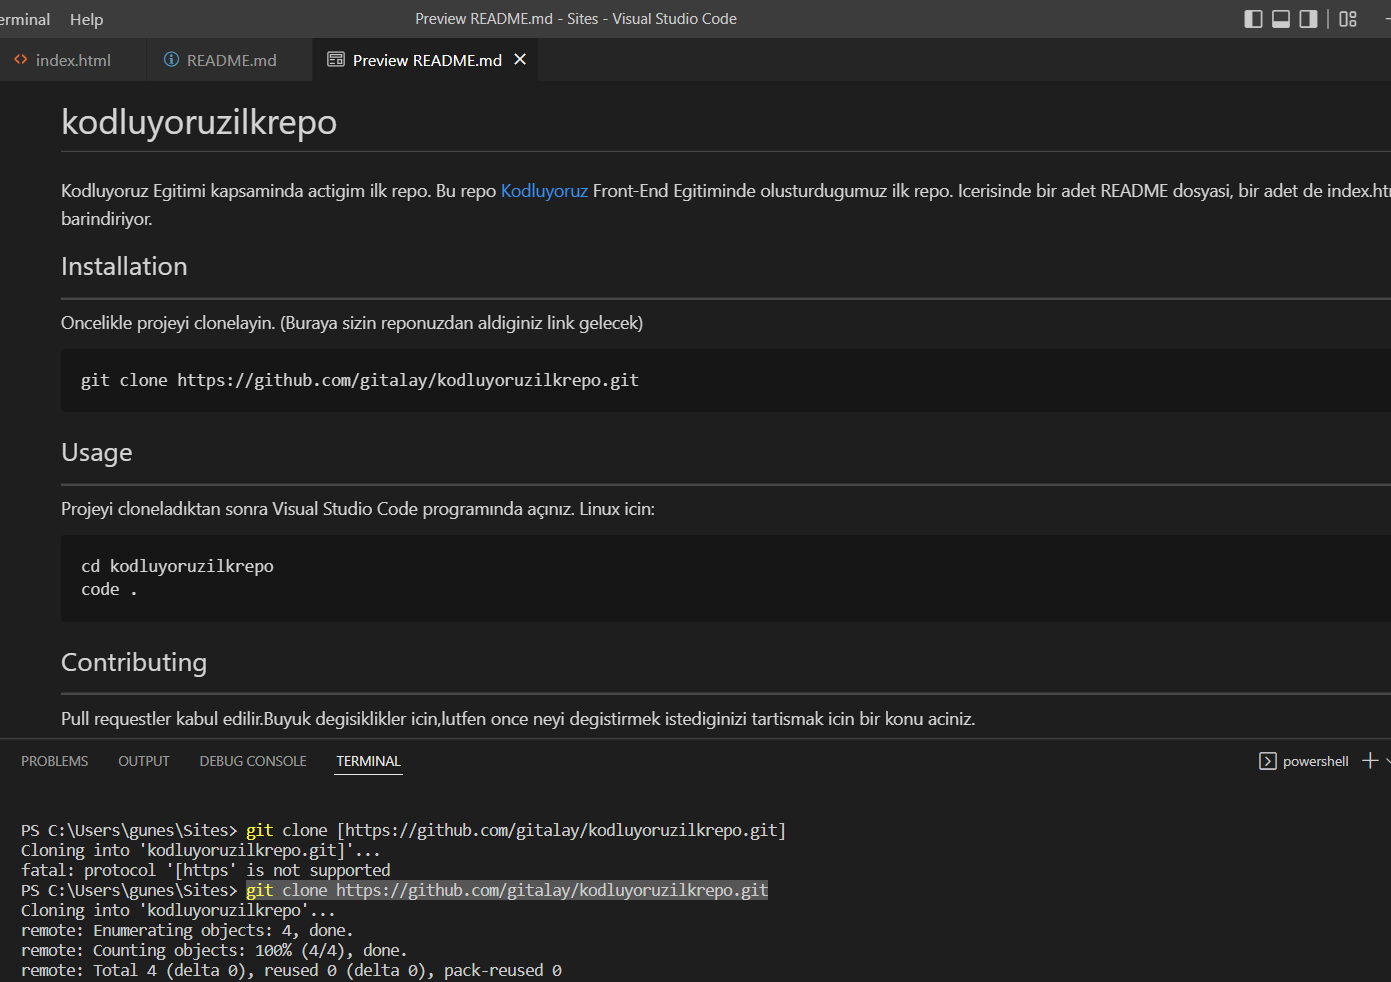 Help
Preview README.md - Sites - Visual Studio Code
index.html
README.md
Preview README.md
kodluyoruzilkrepo
Kodluyoruz Egitimi kapsaminda actigim ilk repo. Bu repo Kodluyoruz Front-End Egitiminde olusturdugumuz ilk repo. Icerisinde bir adet README dosyasi, bir adet de
barindiriyor.
Installation
Oncelikle projeyi clonelayin. (Buraya sizin reponuzdan aldiginiz link gelecek)
git clone https://github.com/gitalay/kodluyoruzilkrepo.git
Usage
Projeyi cloneladıktan sonra Visual Studio Code programında açınız. Linux icin:
cd kodluyoruzilkrepo
code .
Contributing
Pull requestler kabul edilir.Buyuk degisiklikler icin,lutfen once neyi degistirmek istediginizi tartismak icin bir konu aciniz.
PROBLEMS OUTPUT DEBUG CONSOLE TERMINAL powershell
PS C:\Users\gunes\Sites> git clone [https://github.com/gitalay/kodluyoruzilkrepo.git]
Cloning into 'kodluyoruzilkrepo.git]'...
fatal: protocol '[https' is not supported
PS C:\Users\gunes\Sites> git clone https://github.com/gitalay/kodluyoruzilkrepo.git
Cloning into 'kodluyoruzilkrepo'...
remote: Enumerating objects: 4, done.
remote: Counting objects: 100% (4/4), done.
remote: Total 4 (delta 0), reused 0 (delta 0), pack-reused 0